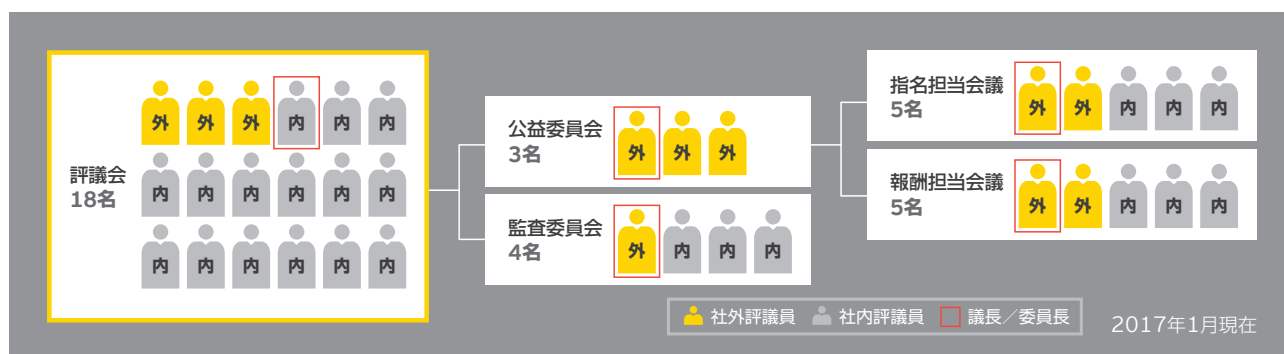 評議会
18名
外 外 外 内 内 内
内 内 内 内 内 内
内 内 内 内 内 内
公益委員会
3名
外 外 外
監査委員会
4名
外 内 内 内
指名担当会議
5名
外 外 内 内 内
報酬担当会議
5名
外 外 内 内 内
社外評議員 社内評議員 議長／委員長
2017年1月現在